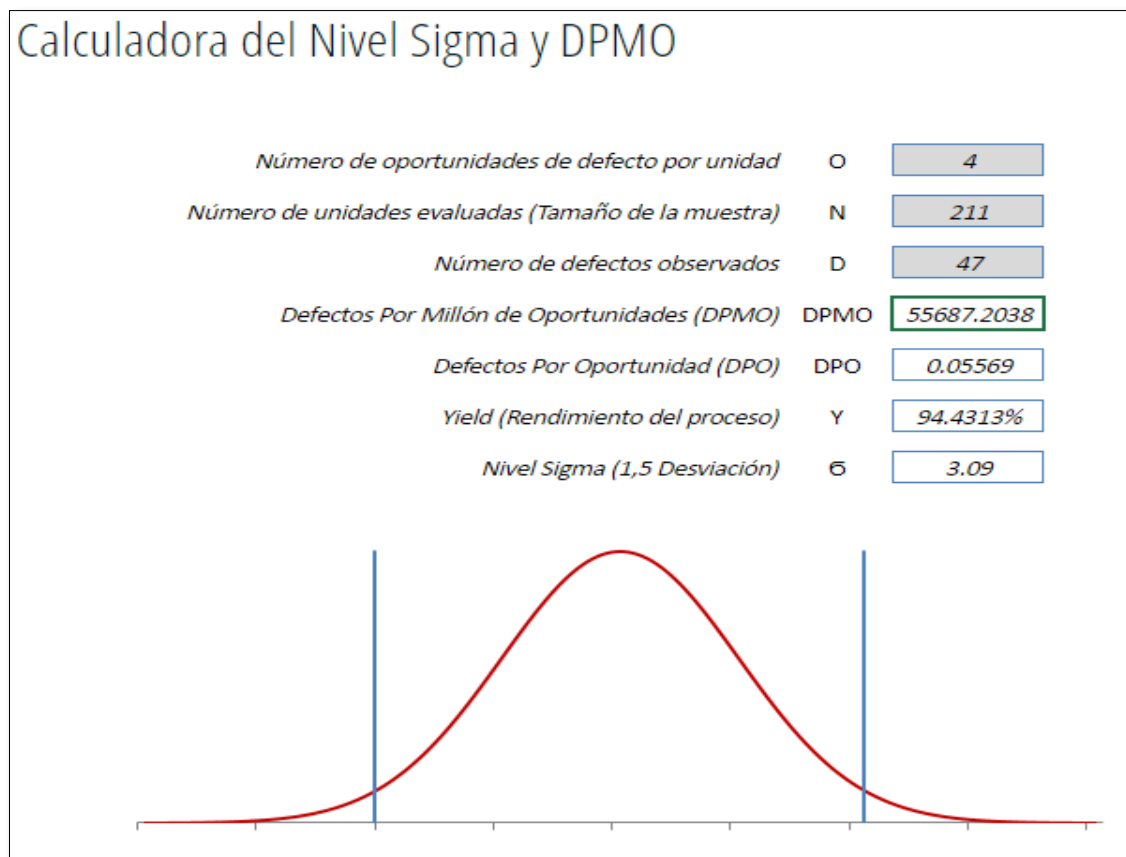 Calculadora del Nivel Sigma y DPMO
Número de oportunidades de defecto por unidad O 4
Número de unidades evaluadas (Tamaño de la muestra) N 211
Número de defectos observados D 47
Defectos Por Millón de Oportunidades (DPMO) DPMO 55687.2038
Defectos Por Oportunidad (DPO) DPO 0.05569
Yield (Rendimiento del proceso) Y 94.4313%
Nivel Sigma (1,5 Desviación) Ϭ 3.09